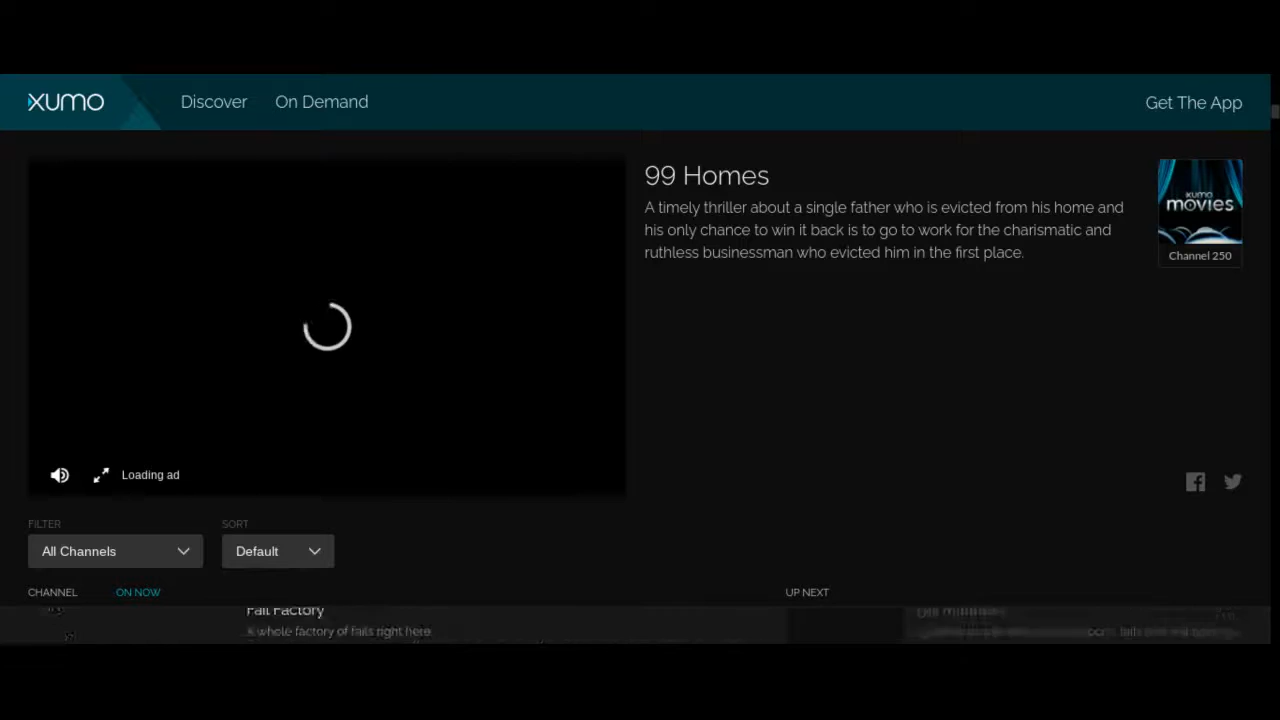 xumo
Discover
On Demand
Get The App
99 Homes
A timely thriller about a single father who is evicted from his home and
his only chance to win it back is to go to work for the charismatic and
ruthless businessman who evicted him in the first place.
xumo
movies
Channel 250
Loading ad
FILTER
SORT
All Channels
Default
CHANNEL
ON NOW
UP NEXT
Fail Factory
A whole factory of fails right here.